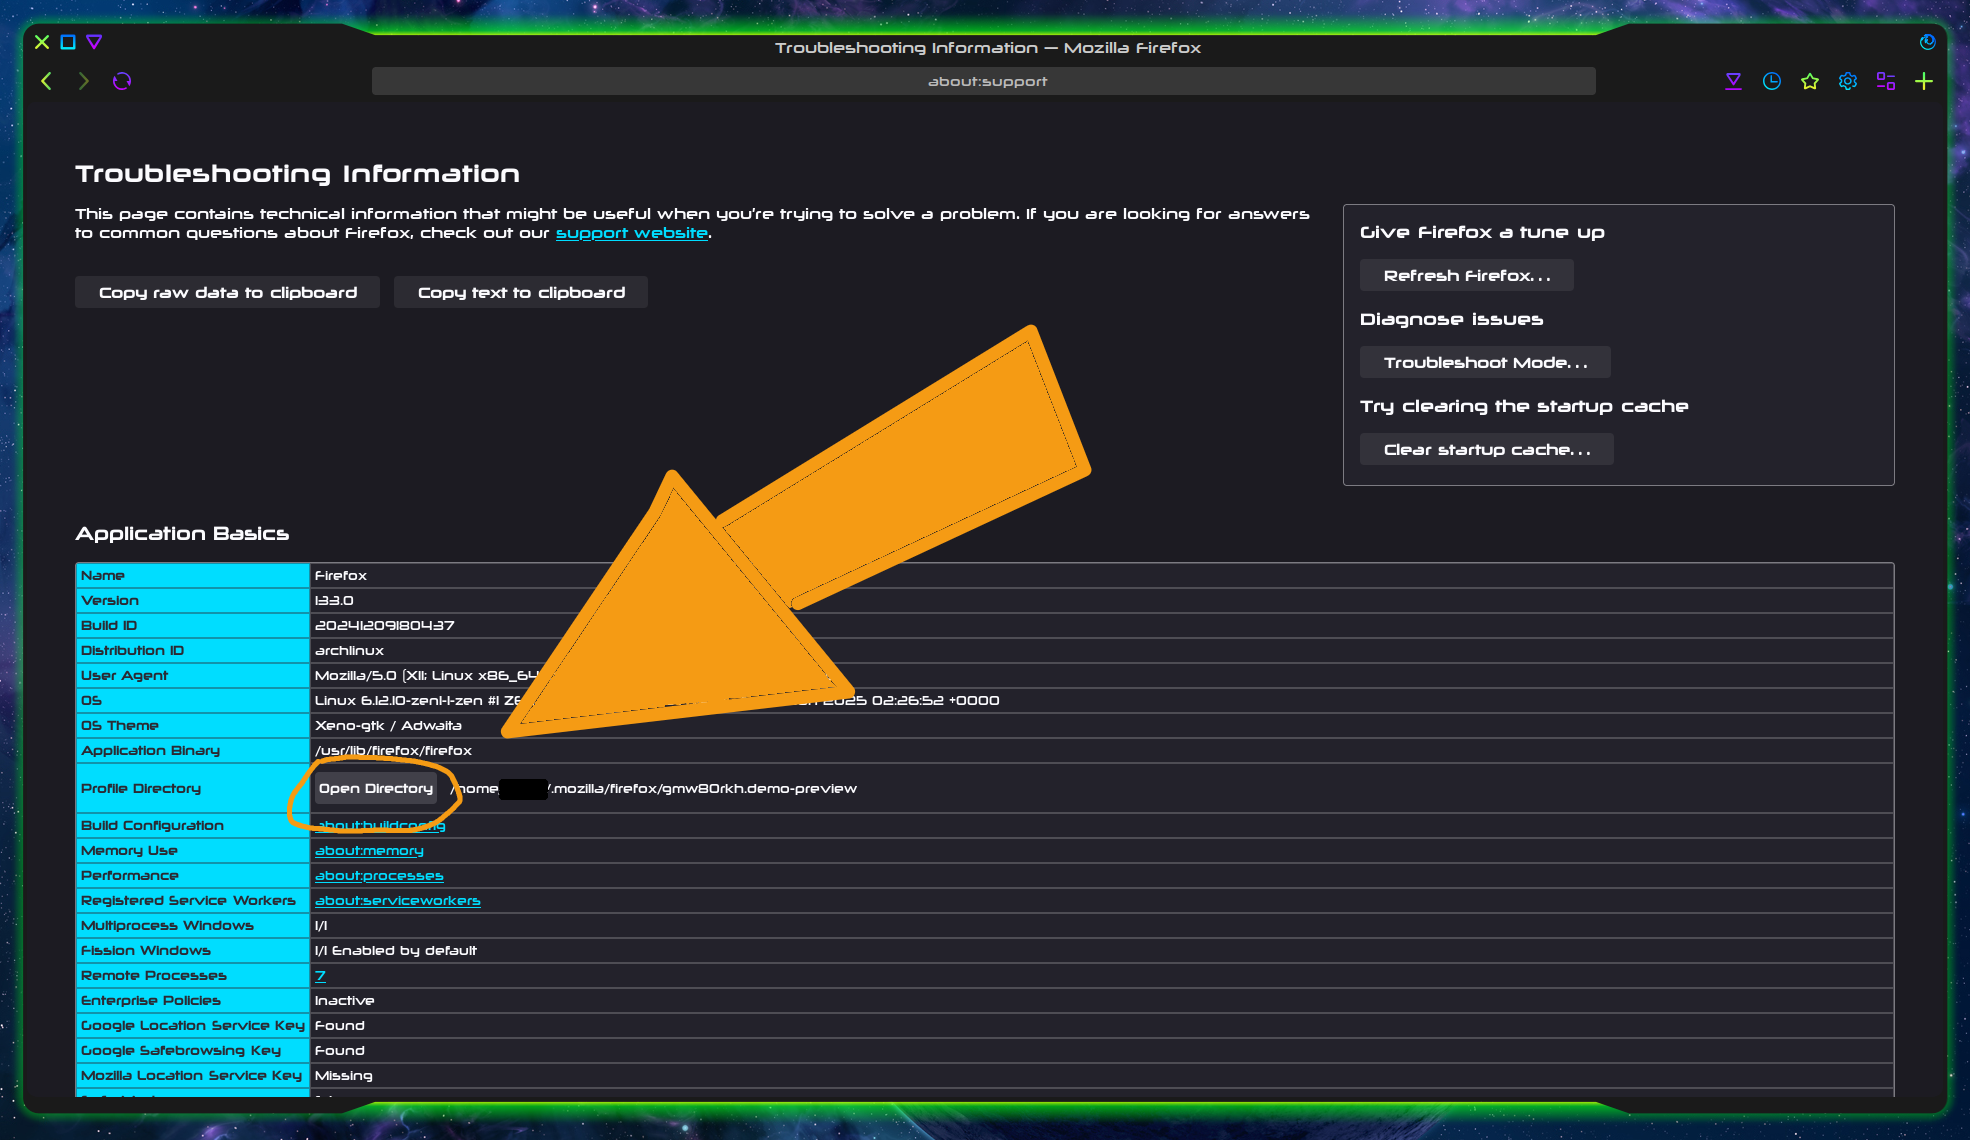 Troubleshooting Information — Mozilla Firefox
about:support
Troubleshooting Information
This page contains technical information that might be useful when you're trying to solve a problem. If you are looking for answers
to common questions about Firefox, check out our support website.
Copy raw data to clipboard
Copy text to clipboard
Give Firefox a tune up
Refresh Firefox...
Diagnose issues
Troubleshoot Mode...
Try clearing the startup cache
Clear startup cache...
Application Basics
Name Firefox
Version 133.0
Build ID 20241209180437
Distribution ID archlinux
User Agent Mozilla/5.0 (X11; Linux x86_64
OS Linux 6.12.10-zen1-1-zen #1 2025 02:26:52 +0000
OS Theme Xeno-gtk / Adwaita
Application Binary /usr/lib/firefox/firefox
Profile Directory Open Directory /home/ /.mozilla/firefox/gmw80rkh.demo-preview
Build Configuration about:buildconfig
Memory Use about:memory
Performance about:processes
Registered Service Workers about:serviceworkers
Multiprocess Windows 1/1
Fission Windows 1/1 Enabled by default
Remote Processes 7
Enterprise Policies Inactive
Google Location Service Key Found
Google Safebrowsing Key Found
Mozilla Location Service Key Missing